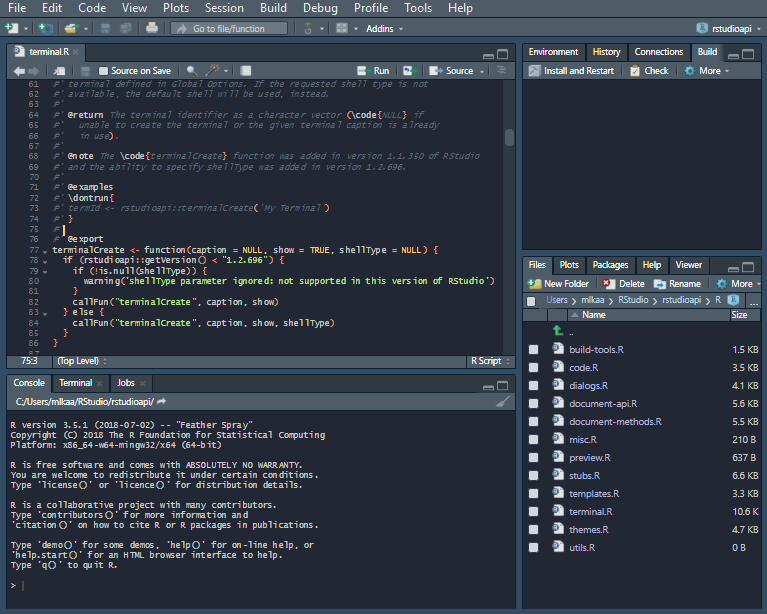 File Edit Code View Plots Session Build Debug Profile Tools Help
Go to file/function Addins rstudioapi
terminal.R
Source on Save Run Source
61 #' terminal defined in Global Options. If the requested shell type is not
62 #' available, the default shell will be used, instead.
63 #'
64 #' @return The terminal identifier as a character vector (\code{NULL} if
65 #'   unable to create the terminal or the given terminal caption is already
66 #'   in use).
67 #'
68 #' @note The \code{terminalCreate} function was added in version 1.1.350 of RStudio
69 #' and the ability to specify shellType was added in version 1.2.696.
70 #'
71 #' @examples
72 #' \dontrun{
73 #' termId <- rstudioapi::terminalCreate('My Terminal')
74 #' }
75 #'
76 #' @export
77 terminalCreate <- function(caption = NULL, show = TRUE, shellType = NULL) {
78   if (rstudioapi::getVersion() < "1.2.696") {
79     if (!is.null(shellType)) {
80       warning('shellType parameter ignored: not supported in this version of RStudio')
81     }
82     callFun("terminalCreate", caption, show)
83   } else {
84     callFun("terminalCreate", caption, show, shellType)
85   }
86 }
87
75:3 (Top Level) R Script
Console Terminal Jobs
C:/Users/mlkaa/RStudio/rstudioapi/
R version 3.5.1 (2018-07-02) -- "Feather Spray"
Copyright (C) 2018 The R Foundation for Statistical Computing
Platform: x86_64-w64-mingw32/x64 (64-bit)
R is free software and comes with ABSOLUTELY NO WARRANTY.
You are welcome to redistribute it under certain conditions.
Type 'license()' or 'licence()' for distribution details.
R is a collaborative project with many contributors.
Type 'contributors()' for more information and
'citation()' on how to cite R or R packages in publications.
Type 'demo()' for some demos, 'help()' for on-line help, or
'help.start()' for an HTML browser interface to help.
Type 'q()' to quit R.
>
Environment History Connections Build
Install and Restart Check More
Files Plots Packages Help Viewer
New Folder Delete Rename More
Users › mlkaa › RStudio › rstudioapi › R ...
Name Size
..
build-tools.R 1.5 KB
code.R 3.5 KB
dialogs.R 4.1 KB
document-api.R 5.6 KB
document-methods.R 5.5 KB
misc.R 210 B
preview.R 637 B
stubs.R 6.6 KB
templates.R 3.3 KB
terminal.R 10.6 K
themes.R 4.7 KB
utils.R 0 B